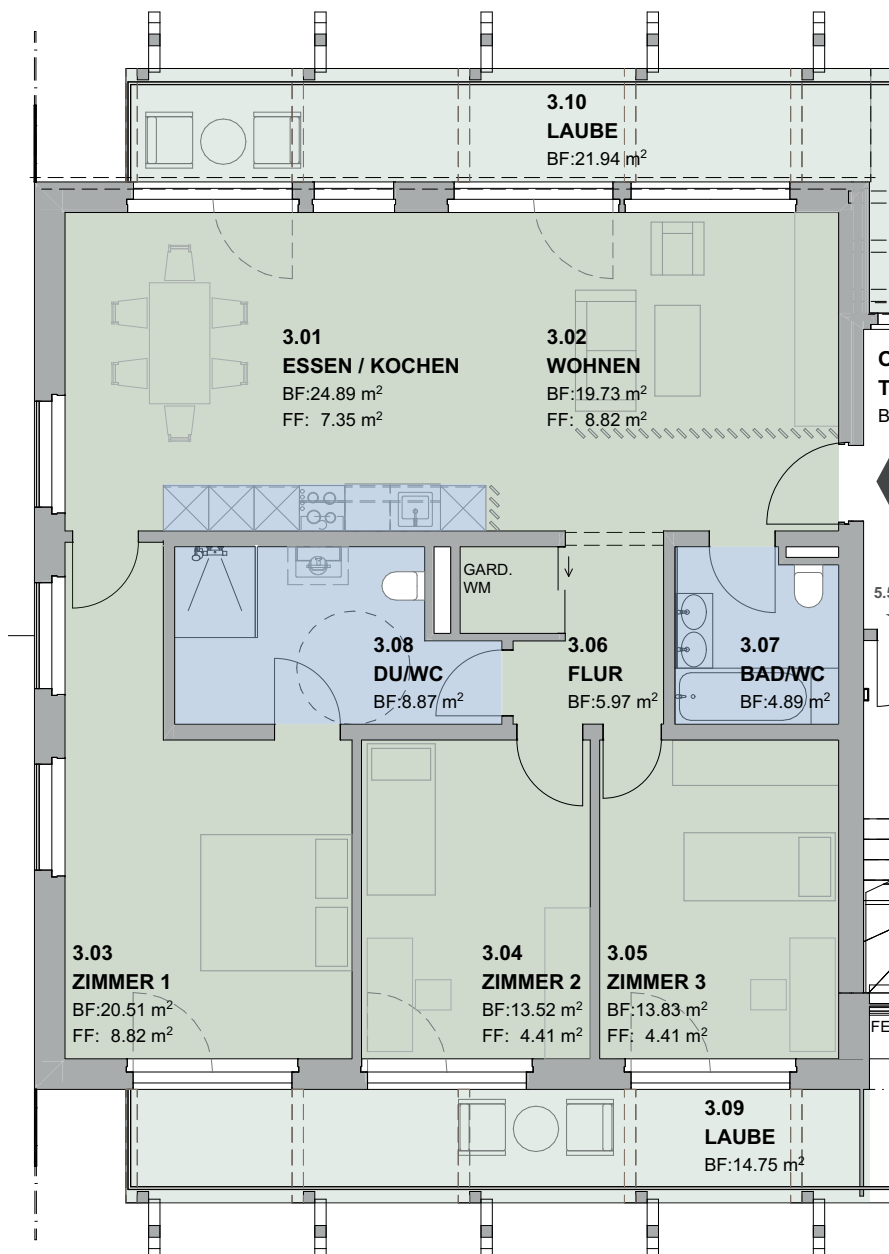 3.10
LAUBE
BF:21.94 m²
3.01
ESSEN / KOCHEN
BF:24.89 m²
FF: 7.35 m²
3.02
WOHNEN
BF:19.73 m²
FF: 8.82 m²
GARD.
WM
3.08
DU/WC
BF:8.87 m²
3.06
FLUR
BF:5.97 m²
3.07
BAD/WC
BF:4.89 m²
3.03
ZIMMER 1
BF:20.51 m²
FF: 8.82 m²
3.04
ZIMMER 2
BF:13.52 m²
FF: 4.41 m²
3.05
ZIMMER 3
BF:13.83 m²
FF: 4.41 m²
3.09
LAUBE
BF:14.75 m²